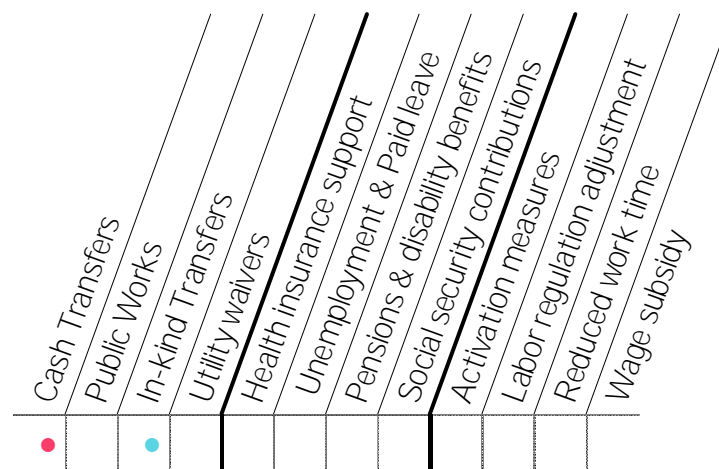 Cash Transfers
Public Works
In-kind Transfers
Utility waivers
Health insurance support
Unemployment & Paid leave
Pensions & disability benefits
Social security contributions
Activation measures
Labor regulation adjustment
Reduced work time
Wage subsidy